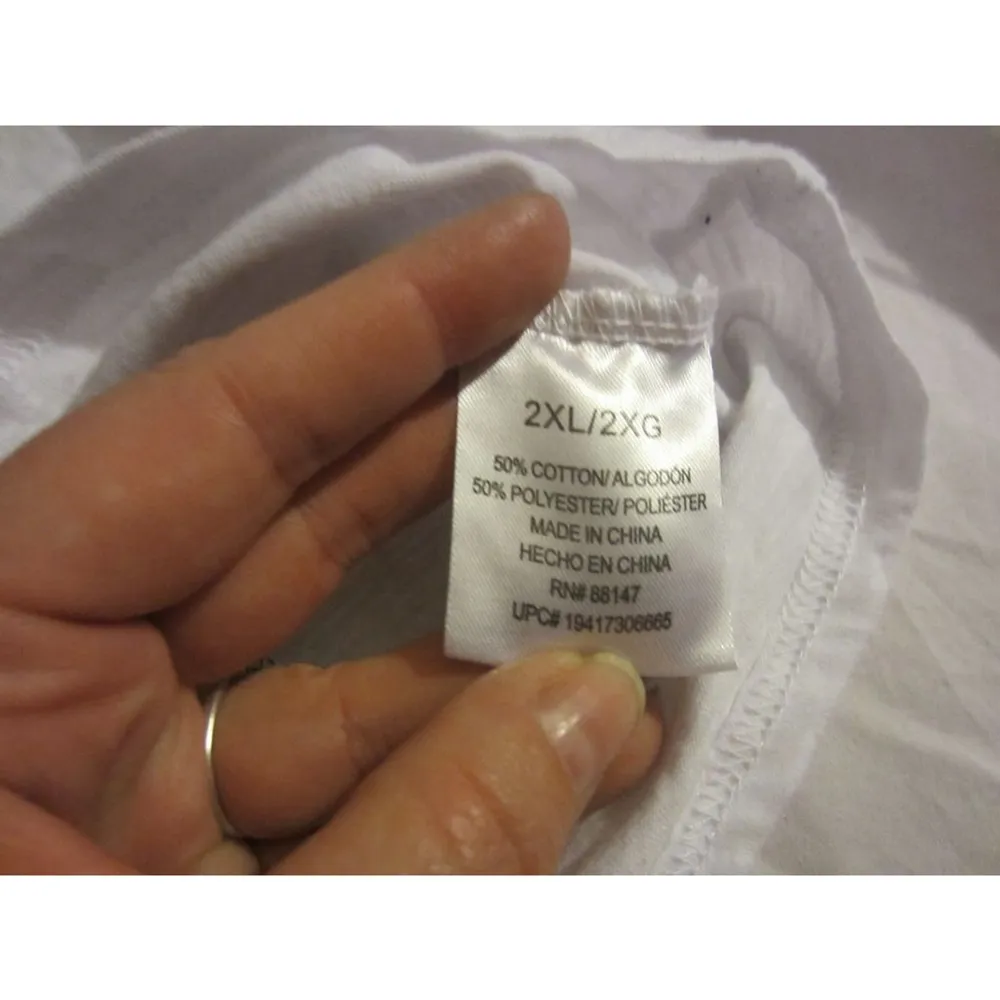 2XL/2XG
50% COTTON/ ALGODÓN
50% POLYESTER/ POLIÉSTER
MADE IN CHINA
HECHO EN CHINA
RN# 88147
UPC# 19417306665